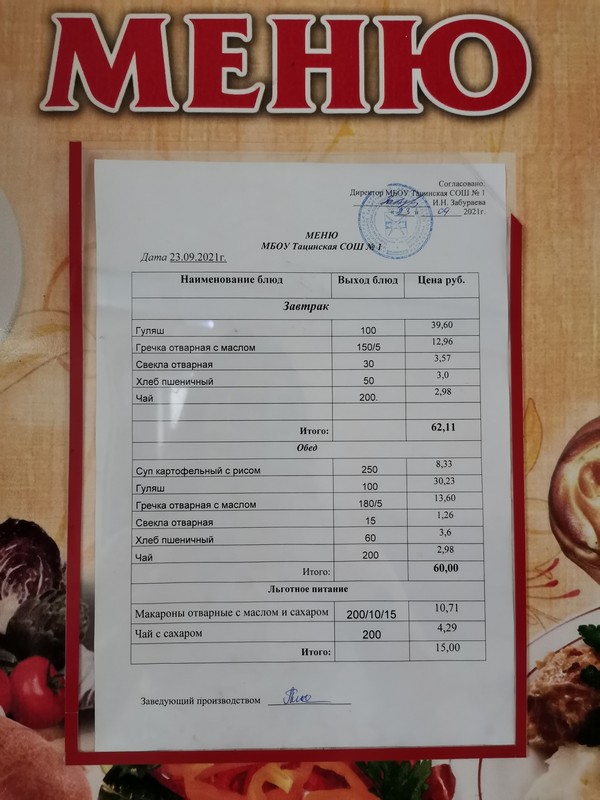 МЕНЮ
Согласовано:
Директор МБОУ Тацинская СОШ № 1
И.Н. Забураева
« 23 » 09 2021г.
МЕНЮ
МБОУ Тацинская СОШ № 1
Дата 23.09.2021г.
Наименование блюд Выход блюд Цена руб.
Завтрак
Гуляш 100 39,60
Гречка отварная с маслом 150/5 12,96
Свекла отварная 30 3,57
Хлеб пшеничный 50 3,0
Чай 200. 2,98
Итого: 62,11
Обед
Суп картофельный с рисом 250 8,33
Гуляш 100 30,23
Гречка отварная с маслом 180/5 13,60
Свекла отварная 15 1,26
Хлеб пшеничный 60 3,6
Чай 200 2,98
Итого: 60,00
Льготное питание
Макароны отварные с маслом и сахаром 200/10/15 10,71
Чай с сахаром 200 4,29
Итого: 15,00
Заведующий производством